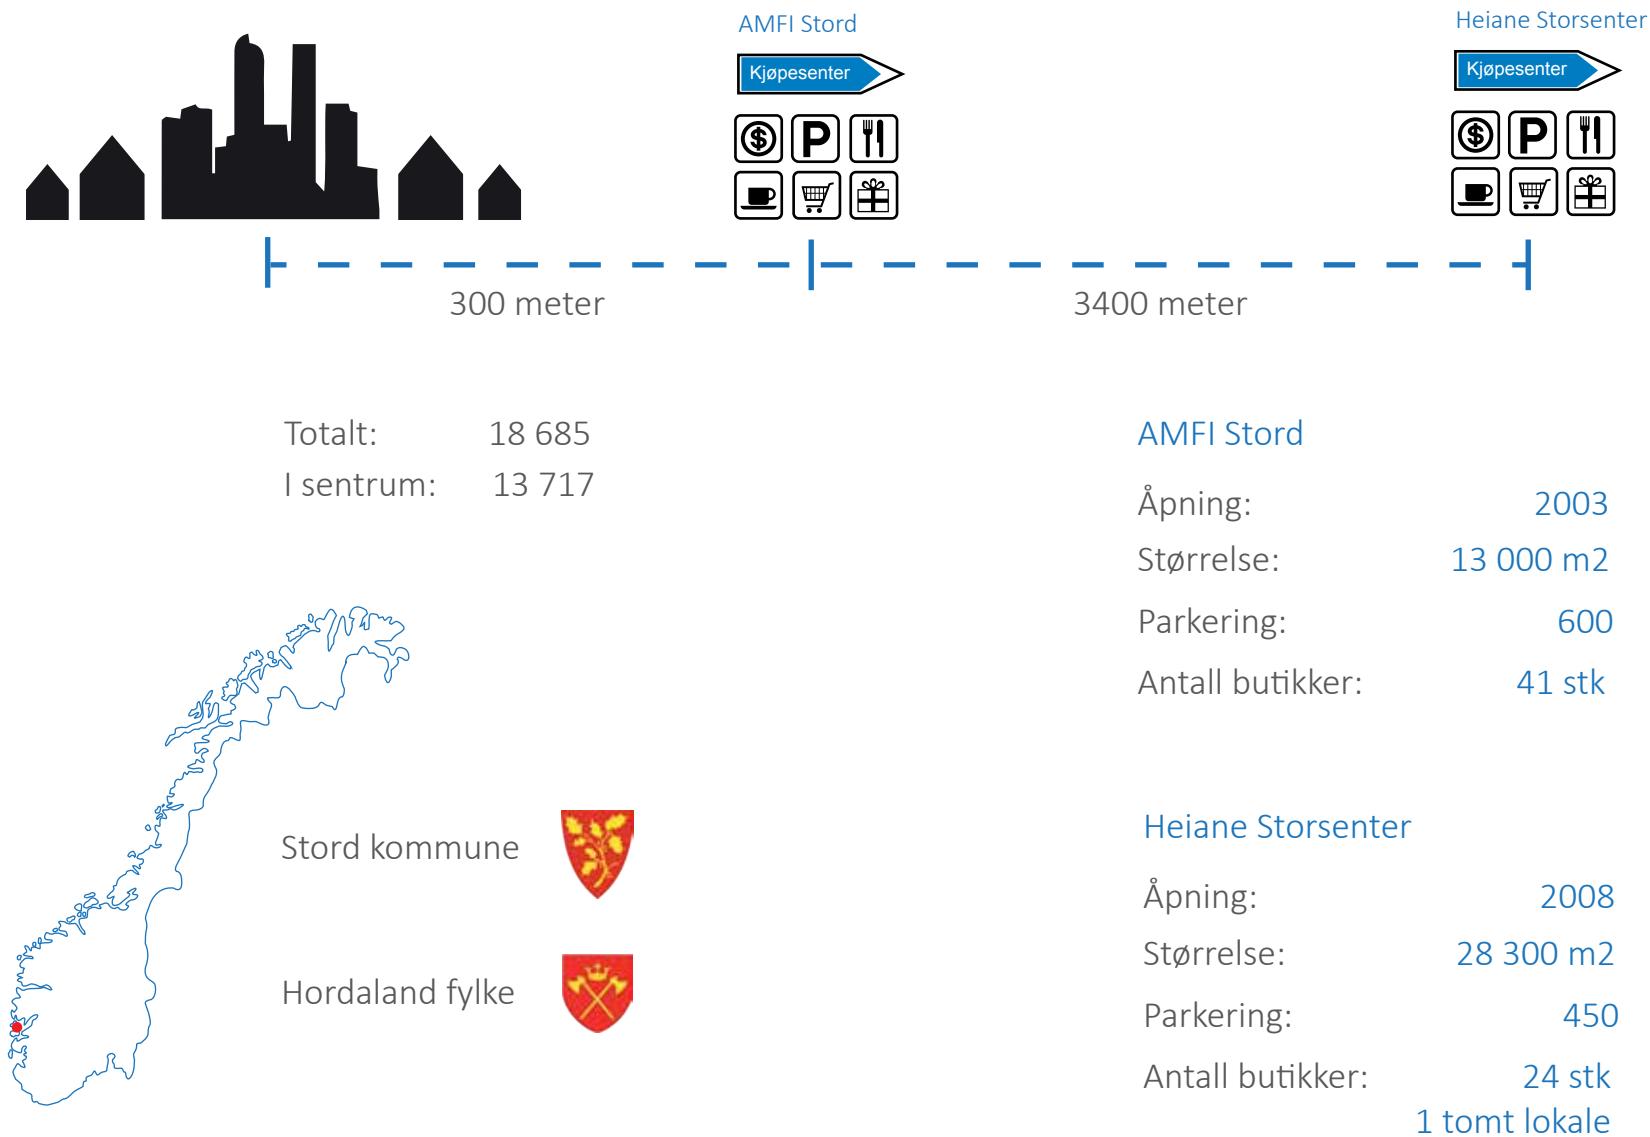 AMFI Stord
Heiane Storsenter
Kjøpesenter
Kjøpesenter
$ P
$ P
300 meter
3400 meter
Totalt: 18 685
I sentrum: 13 717
AMFI Stord
Åpning: 2003
Størrelse: 13 000 m2
Parkering: 600
Antall butikker: 41 stk
Stord kommune
Hordaland fylke
Heiane Storsenter
Åpning: 2008
Størrelse: 28 300 m2
Parkering: 450
Antall butikker: 24 stk
1 tomt lokale